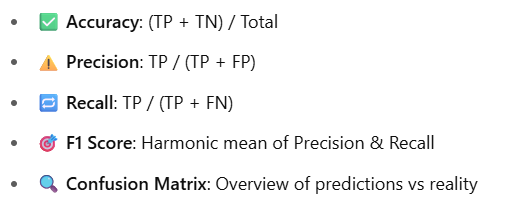 • ✅ Accuracy: (TP + TN) / Total
• ⚠️ Precision: TP / (TP + FP)
• 🔁 Recall: TP / (TP + FN)
• 🎯 F1 Score: Harmonic mean of Precision & Recall
• 🔍 Confusion Matrix: Overview of predictions vs reality